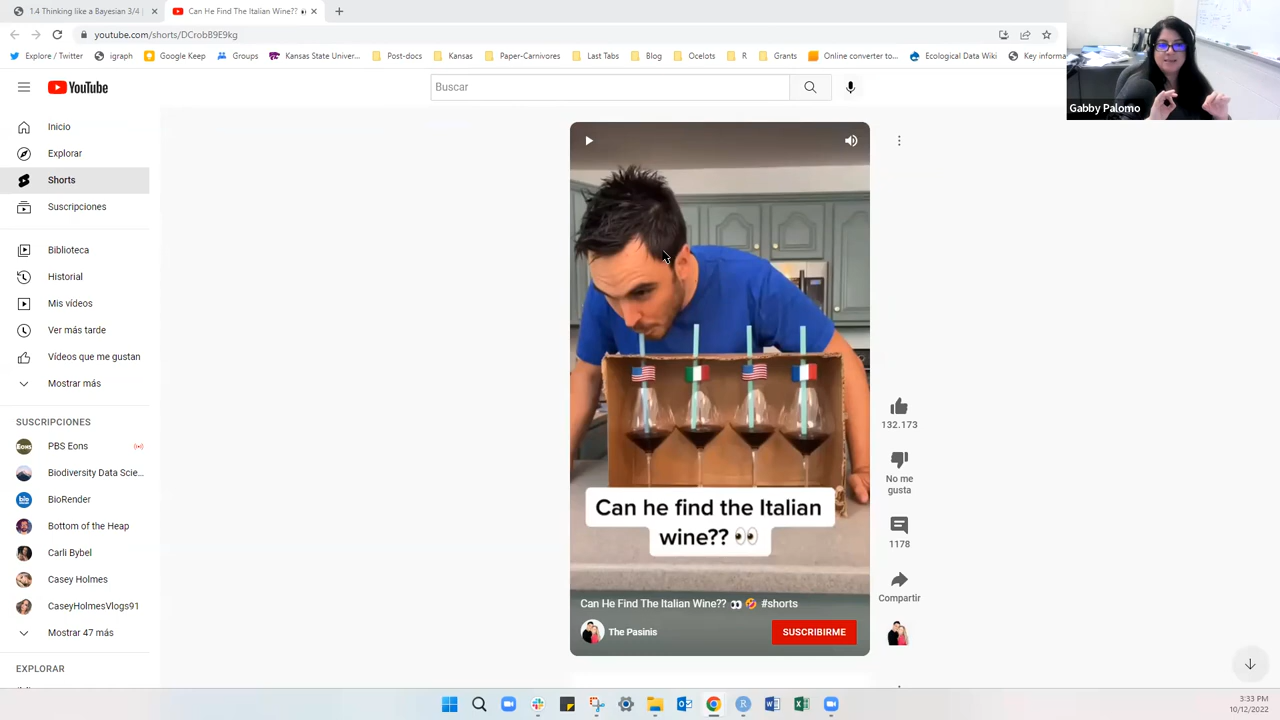 1.4 Thinking like a Bayesian 3/4 |
Can He Find The Italian Wine??
youtube.com/shorts/DCrobB9E9kg
Explore / Twitter
igraph
Google Keep
Groups
Kansas State Univer...
Post-docs
Konza
Paper-Carnivores
Last Tabs
Blog
Ocelots
R
Grants
Online converter to...
Ecological Data Wiki
Key informa
Gabby Palomo
YouTube
Buscar
Inicio
Explorar
Shorts
Suscripciones
Biblioteca
Historial
Mis vídeos
Ver más tarde
Vídeos que me gustan
Mostrar más
SUSCRIPCIONES
PBS Eons
Biodiversity Data Scie...
BioRender
Bottom of the Heap
Carli Bybel
Casey Holmes
CaseyHolmesVlogs91
Mostrar 47 más
EXPLORAR
Can he find the Italian
wine?? 👀
Can He Find The Italian Wine?? 👀 🤣 #shorts
The Pasinis
SUSCRIBIRME
132.173
No me
gusta
1178
Compartir
3:33 PM
10/12/2022